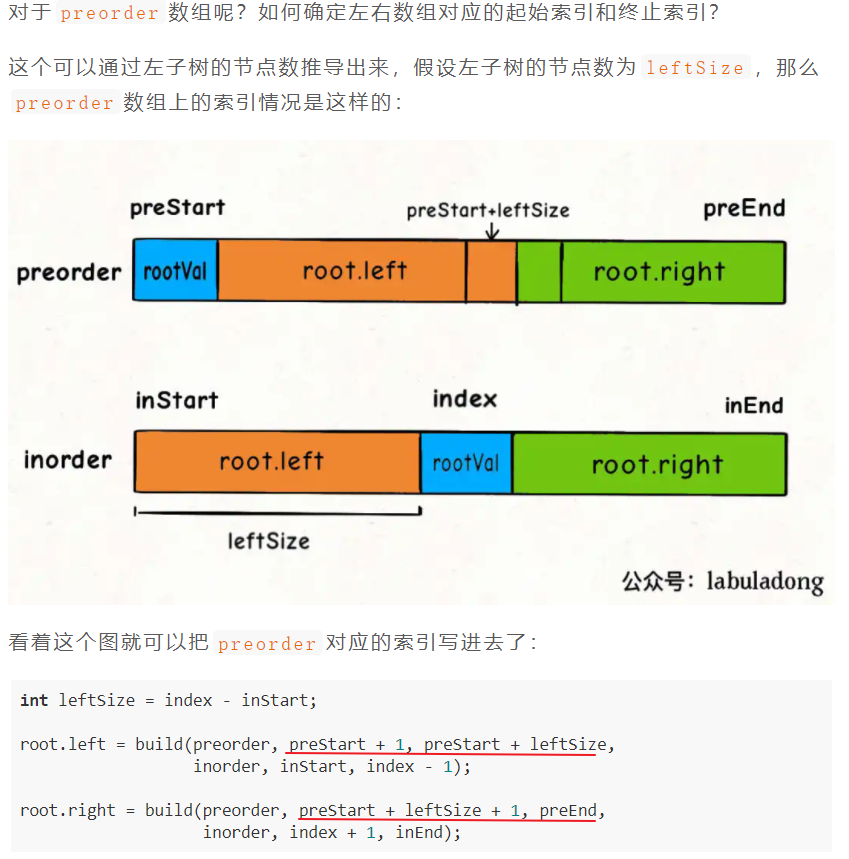 对于 preorder 数组呢？如何确定左右数组对应的起始索引和终止索引？
这个可以通过左子树的节点数推导出来，假设左子树的节点数为 leftSize ，那么
preorder 数组上的索引情况是这样的：
preStart preStart+leftSize preEnd
preorder rootVal root.left root.right
inStart index inEnd
inorder root.left rootVal root.right
leftSize
公众号：labuladong
看着这个图就可以把 preorder 对应的索引写进去了：
int leftSize = index - inStart;
root.left = build(preorder, preStart + 1, preStart + leftSize,
inorder, inStart, index - 1);
root.right = build(preorder, preStart + leftSize + 1, preEnd,
inorder, index + 1, inEnd);